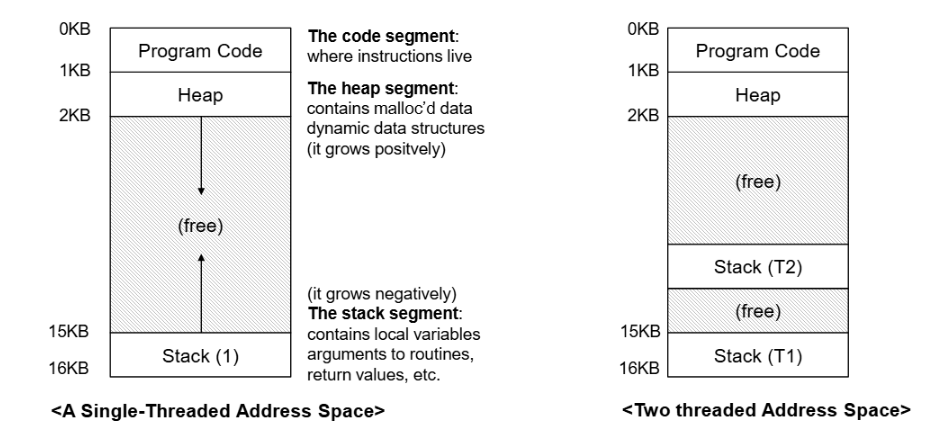 0KB
Program Code
1KB
Heap
2KB
(free)
15KB
Stack (1)
16KB
The code segment:
where instructions live
The heap segment:
contains malloc'd data
dynamic data structures
(it grows positvely)
(it grows negatively)
The stack segment:
contains local variables
arguments to routines,
return values, etc.
<A Single-Threaded Address Space>
0KB
Program Code
1KB
Heap
2KB
(free)
Stack (T2)
(free)
15KB
Stack (T1)
16KB
<Two threaded Address Space>